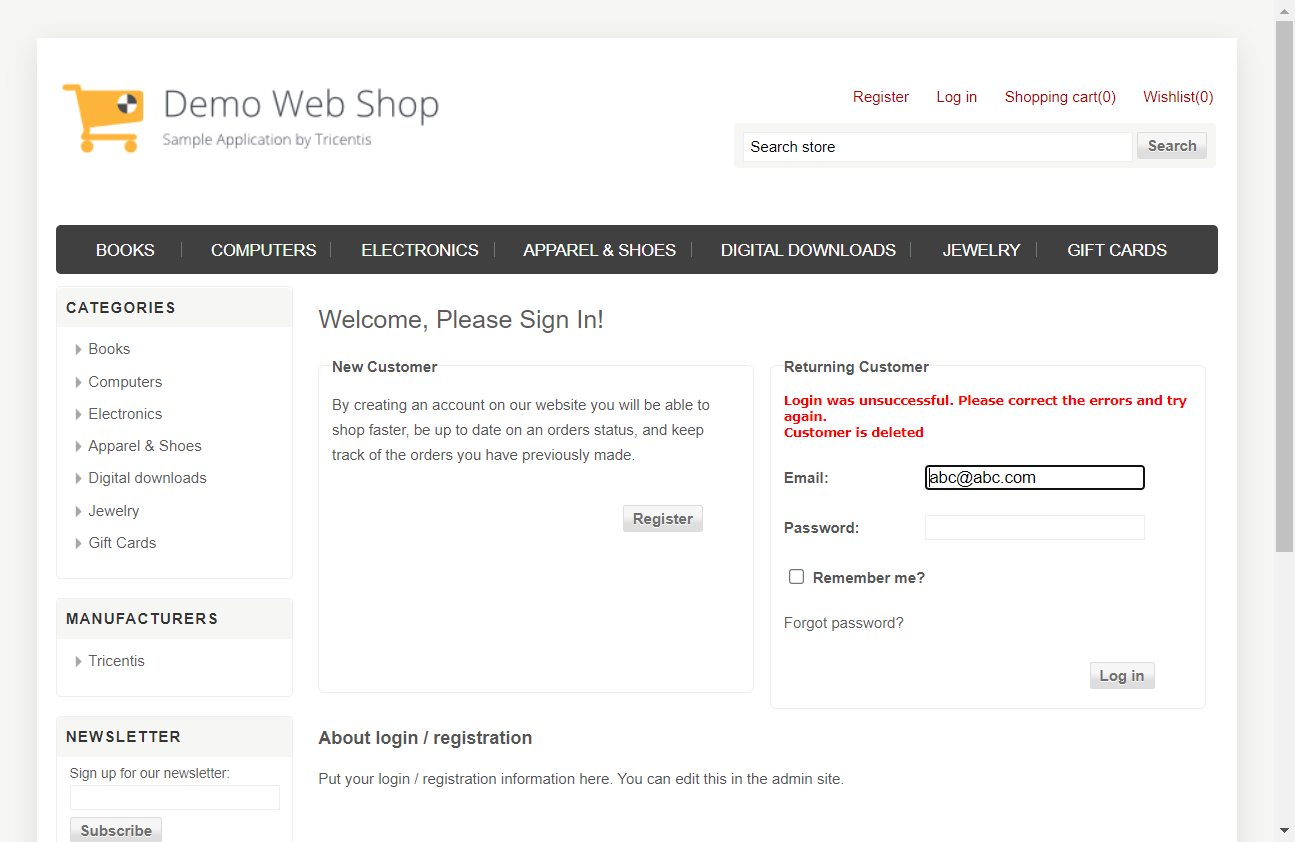 Demo Web Shop
Sample Application by Tricentis
Register
Log in
Shopping cart(0)
Wishlist(0)
Search store
Search
BOOKS
COMPUTERS
ELECTRONICS
APPAREL & SHOES
DIGITAL DOWNLOADS
JEWELRY
GIFT CARDS
CATEGORIES
Books
Computers
Electronics
Apparel & Shoes
Digital downloads
Jewelry
Gift Cards
MANUFACTURERS
Tricentis
NEWSLETTER
Sign up for our newsletter:
Subscribe
Welcome, Please Sign In!
New Customer
By creating an account on our website you will be able to
shop faster, be up to date on an orders status, and keep
track of the orders you have previously made.
Register
Returning Customer
Login was unsuccessful. Please correct the errors and try
again.
Customer is deleted
Email:
abc@abc.com
Password:
Remember me?
Forgot password?
Log in
About login / registration
Put your login / registration information here. You can edit this in the admin site.